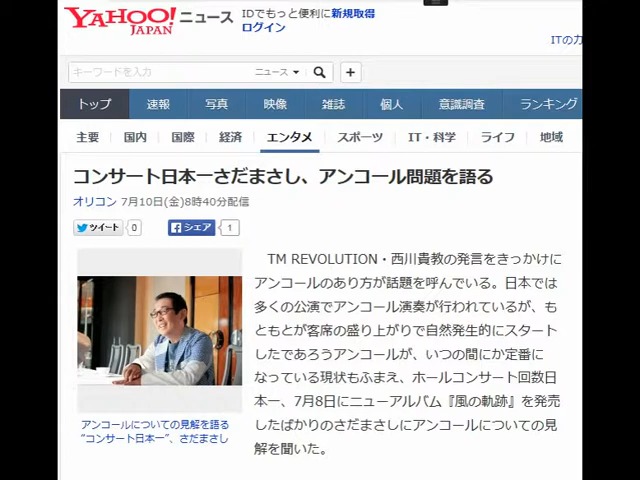 YAHOO! JAPAN ニュース
IDでもっと便利に新規取得
ログイン
ITの力
キーワードを入力
ニュース
トップ 速報 写真 映像 雑誌 個人 意識調査 ランキング
主要 国内 国際 経済 エンタメ スポーツ IT・科学 ライフ 地域
コンサート日本一さだまさし、アンコール問題を語る
オリコン 7月10日(金)8時40分配信
ツイート 0 シェア 1
TM REVOLUTION・西川貴教の発言をきっかけに
アンコールのあり方が話題を呼んでいる。日本では
多くの公演でアンコール演奏が行われているが、も
ともとが客席の盛り上がりで自然発生的にスタート
したであろうアンコールが、いつの間にか定番に
なっている現状もふまえ、ホールコンサート回数日
本一、7月8日にニューアルバム『風の軌跡』を発売
したばかりのさだまさしにアンコールについての見
解を聞いた。
アンコールについての見解を語る
“コンサート日本一”、さだまさし